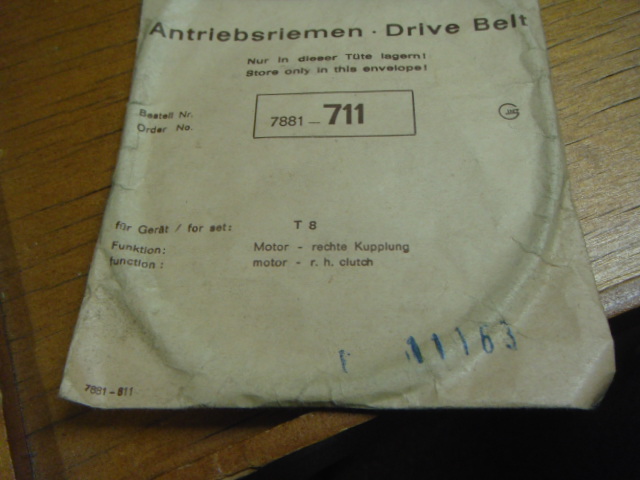 Antriebsriemen · Drive Belt
Nur in dieser Tüte lagern!
Store only in this envelope!
Bestell Nr.
Order No.
7881 – 711
für Gerät / for set: T 8
Funktion: Motor - rechte Kupplung
function: motor - r. h. clutch
11163
7881-811